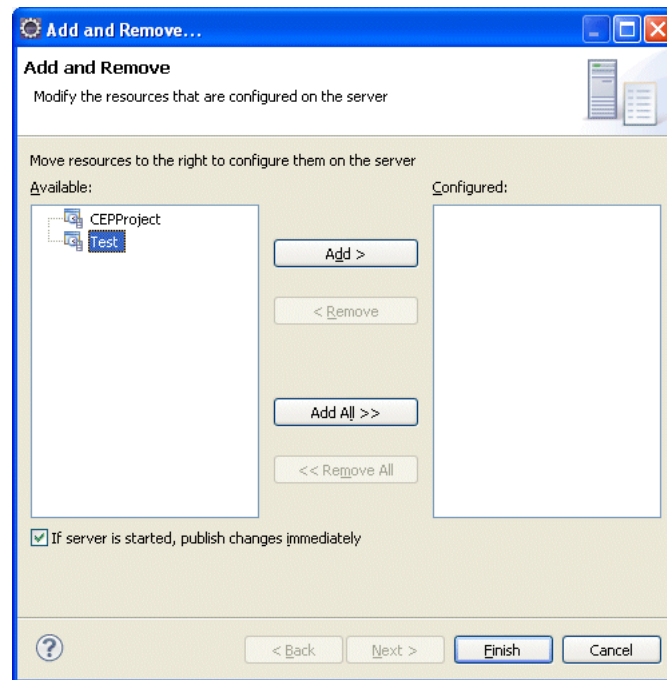 Add and Remove...
Add and Remove
Modify the resources that are configured on the server
Move resources to the right to configure them on the server
Available:
Configured:
CEPProject
Test
Add >
< Remove
Add All >>
<< Remove All
If server is started, publish changes immediately
?
< Back
Next >
Finish
Cancel